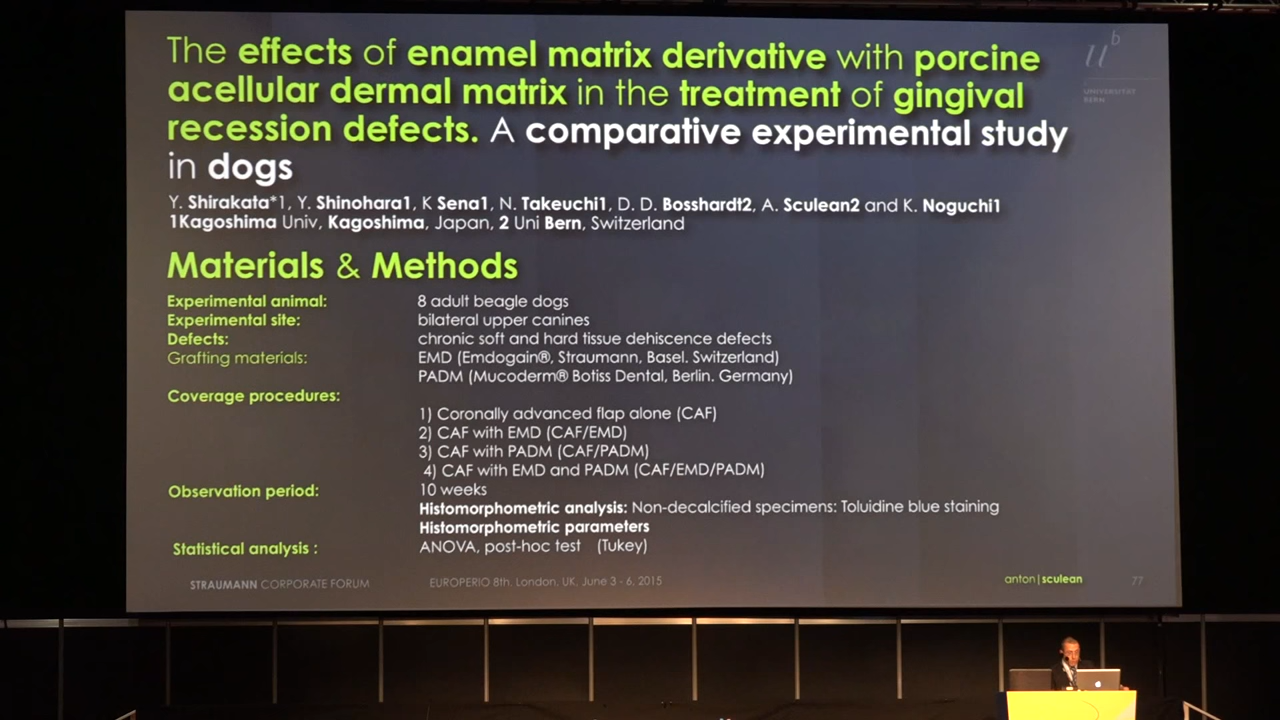 The effects of enamel matrix derivative with porcine
acellular dermal matrix in the treatment of gingival
recession defects. A comparative experimental study
in dogs
u^b
UNIVERSITÄT
BERN
Y. Shirakata*1, Y. Shinohara1, K Sena1, N. Takeuchi1, D. D. Bosshardt2, A. Sculean2 and K. Noguchi1
1Kagoshima Univ, Kagoshima, Japan, 2 Uni Bern, Switzerland
Materials & Methods
Experimental animal: 8 adult beagle dogs
Experimental site: bilateral upper canines
Defects: chronic soft and hard tissue dehiscence defects
Grafting materials: EMD (Emdogain®, Straumann, Basel. Switzerland)
PADM (Mucoderm® Botiss Dental, Berlin. Germany)
Coverage procedures:
1) Coronally advanced flap alone (CAF)
2) CAF with EMD (CAF/EMD)
3) CAF with PADM (CAF/PADM)
4) CAF with EMD and PADM (CAF/EMD/PADM)
Observation period: 10 weeks
Histomorphometric analysis: Non-decalcified specimens: Toluidine blue staining
Histomorphometric parameters
Statistical analysis : ANOVA, post-hoc test (Tukey)
STRAUMANN CORPORATE FORUM EUROPERIO 8th. London. UK. June 3 - 6. 2015 anton|sculean 77